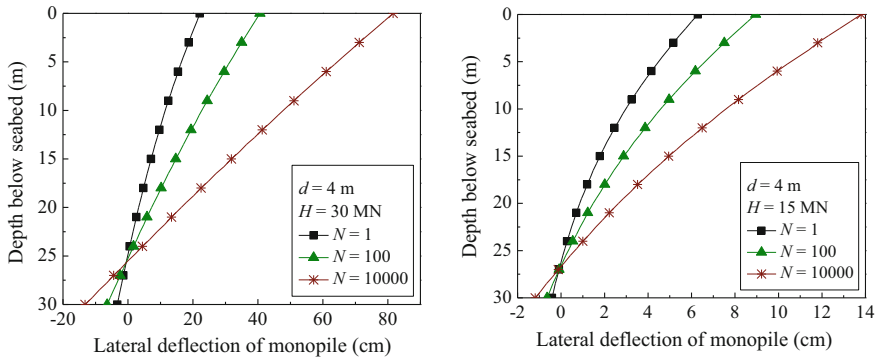 -20 0 20 40 60 80
0
5
10
15
20
25
30
Depth below seabed (m)
Lateral deflection of monopile (cm)
d = 4 m
H = 30 MN
N = 1
N = 100
N = 10000
-2 0 2 4 6 8 10 12 14
0
5
10
15
20
25
30
Depth below seabed (m)
Lateral deflection of monopile (cm)
d = 4 m
H = 15 MN
N = 1
N = 100
N = 10000